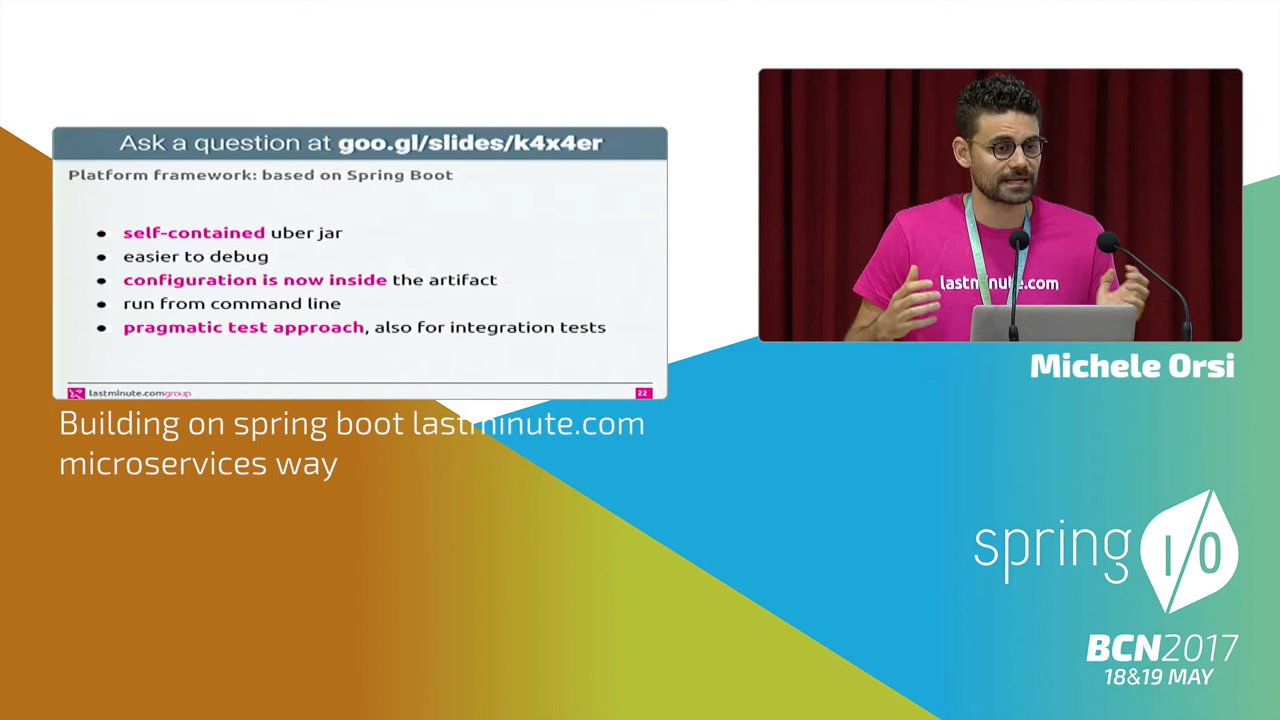 Ask a question at goo.gl/slides/k4x4er
Platform framework: based on Spring Boot
● self-contained uber jar
● easier to debug
● configuration is now inside the artifact
● run from command line
● pragmatic test approach, also for integration tests
lastminute.comgroup
22
lastminute.com
Michele Orsi
Building on spring boot lastminute.com
microservices way
spring I/O
BCN2017
18&19 MAY